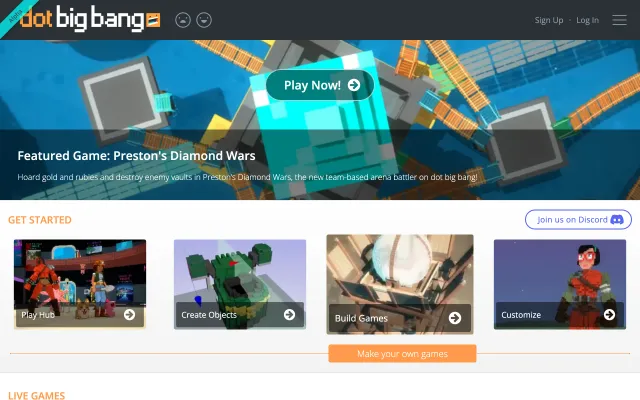 Alpha
dot big bang
Sign Up · Log In
Play Now!
Featured Game: Preston's Diamond Wars
Hoard gold and rubies and destroy enemy vaults in Preston's Diamond Wars, the new team-based arena battler on dot big bang!
GET STARTED
Join us on Discord
Play Hub
Create Objects
Build Games
Customize
Make your own games
LIVE GAMES